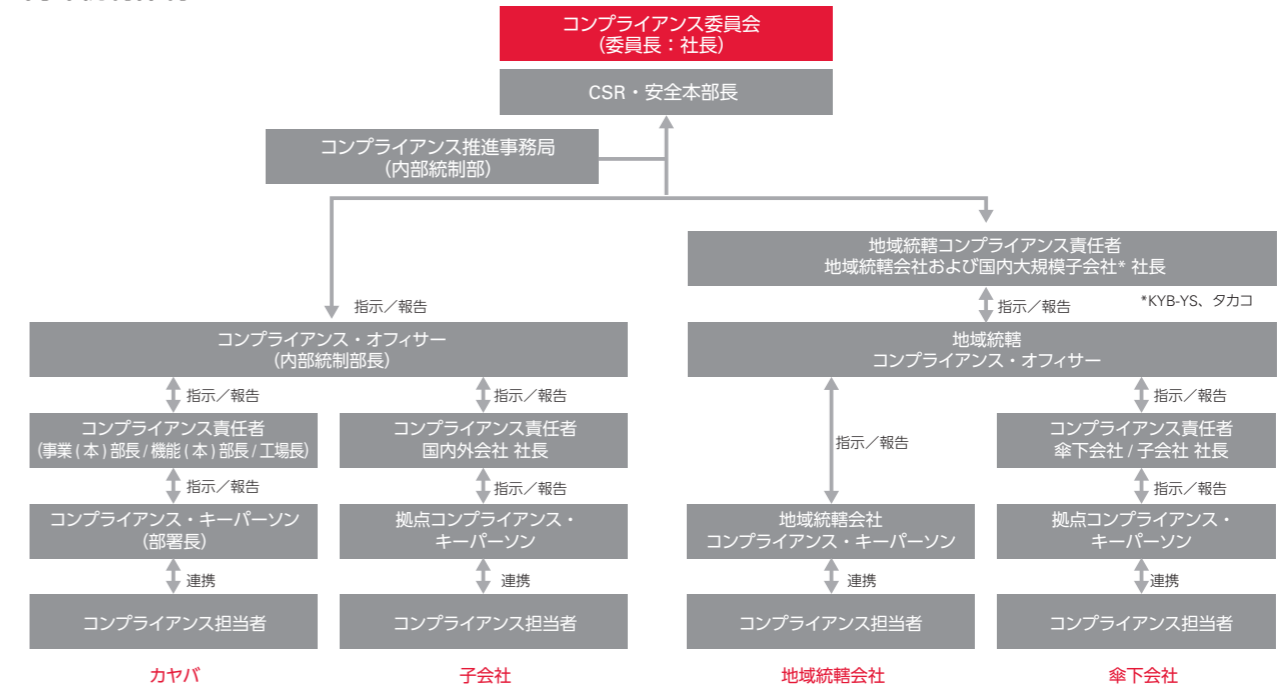 コンプライアンス委員会
(委員長：社長)
CSR・安全本部長
コンプライアンス推進事務局
(内部統制部)
地域統轄コンプライアンス責任者
地域統轄会社および国内大規模子会社* 社長
指示／報告
指示／報告
*KYB-YS、タカコ
コンプライアンス・オフィサー
(内部統制部長)
地域統轄
コンプライアンス・オフィサー
指示／報告
指示／報告
指示／報告
コンプライアンス責任者
(事業(本)部長/機能(本)部長/工場長)
コンプライアンス責任者
国内外会社 社長
指示／報告
コンプライアンス責任者
傘下会社/子会社 社長
指示／報告
指示／報告
指示／報告
コンプライアンス・キーパーソン
(部署長)
拠点コンプライアンス・
キーパーソン
地域統轄会社
コンプライアンス・キーパーソン
拠点コンプライアンス・
キーパーソン
連携
連携
連携
連携
コンプライアンス担当者
コンプライアンス担当者
コンプライアンス担当者
コンプライアンス担当者
カヤバ
子会社
地域統轄会社
傘下会社